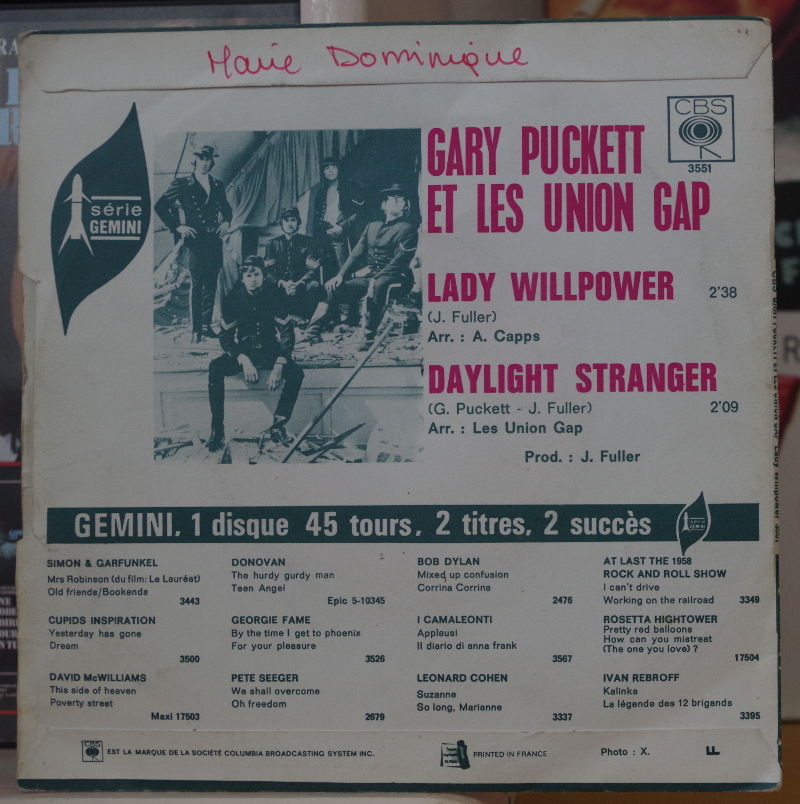 Marie Dominique
CBS
3551
GARY PUCKETT
ET LES UNION GAP
série
GEMINI
LADY WILLPOWER 2'38
(J. Fuller)
Arr. : A. Capps
DAYLIGHT STRANGER
(G. Puckett - J. Fuller) 2'09
Arr. : Les Union Gap
Prod. : J. Fuller
GEMINI. 1 disque 45 tours. 2 titres. 2 succès
SIMON & GARFUNKEL
Mrs Robinson (du film: Le Lauréat)
Old friends/Bookends
3443
DONOVAN
The hurdy gurdy man
Teen Angel
Epic 5-10345
BOB DYLAN
Mixed up confusion
Corrina Corrina
2476
AT LAST THE 1958
ROCK AND ROLL SHOW
I can't drive
Working on the railroad 3349
CUPIDS INSPIRATION
Yesterday has gone
Dream
3500
GEORGIE FAME
By the time I get to phoenix
For your pleasure
3526
I CAMALEONTI
Applausi
Il diario di anna frank
3567
ROSETTA HIGHTOWER
Pretty red balloons
How can you mistreat
(The one you love) ?
17504
DAVID McWILLIAMS
This side of heaven
Poverty street
Maxi 17503
PETE SEEGER
We shall overcome
Oh freedom
2679
LEONARD COHEN
Suzanne
So long, Marianne
3337
IVAN REBROFF
Kalinka
La légende des 12 brigands
3395
CBS EST LA MARQUE DE LA SOCIÉTÉ COLUMBIA BROADCASTING SYSTEM INC.
PRINTED IN FRANCE
Photo : X.
LL